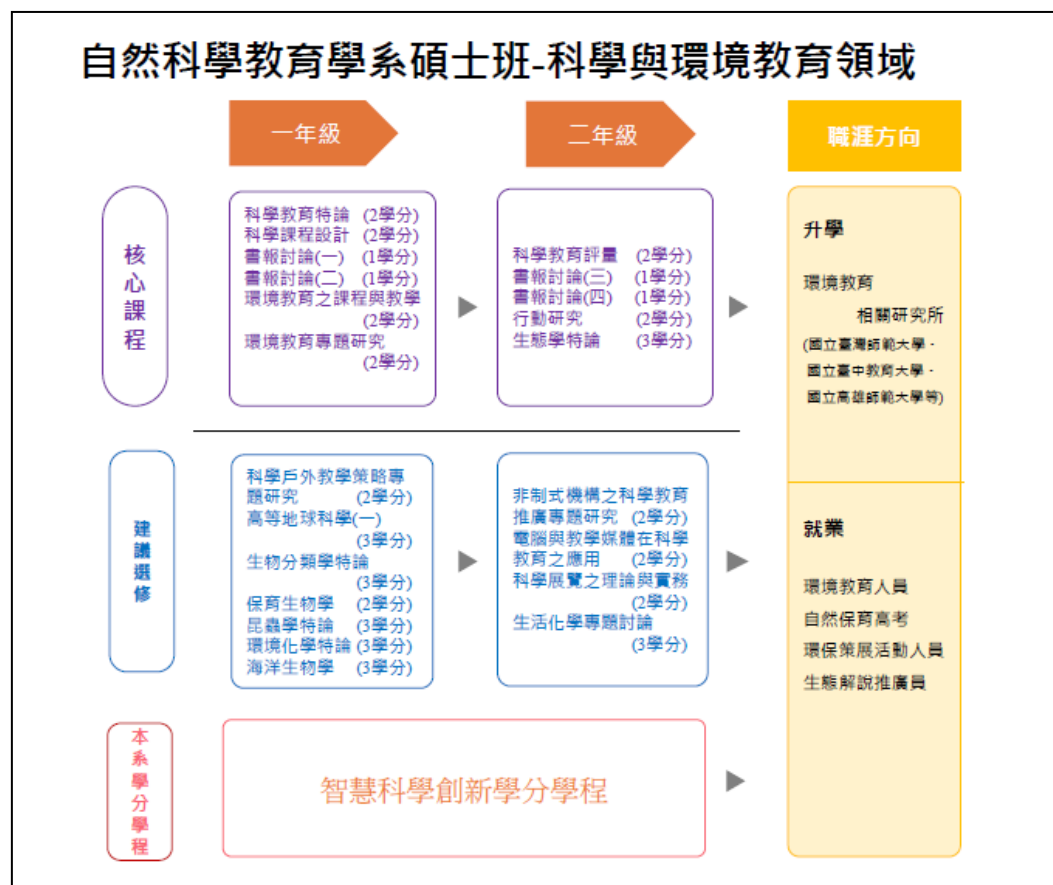 自然科學教育學系碩士班-科學與環境教育領域
一年級
二年級
職涯方向
核心課程
科學教育特論 (2學分)
科學課程設計 (2學分)
書報討論(一) (1學分)
書報討論(二) (1學分)
環境教育之課程與教學
(2學分)
環境教育專題研究
(2學分)
科學教育評量 (2學分)
書報討論(三) (1學分)
書報討論(四) (1學分)
行動研究 (2學分)
生態學特論 (3學分)
升學
環境教育
相關研究所
(國立臺灣師範大學、
國立臺中教育大學、
國立高雄師範大學等)
建議選修
科學戶外教學策略專
題研究 (2學分)
高等地球科學(一)
(3學分)
生物分類學特論
(3學分)
保育生物學 (2學分)
昆蟲學特論 (3學分)
環境化學特論 (3學分)
海洋生物學 (3學分)
非制式機構之科學教育
推廣專題研究 (2學分)
電腦與教學媒體在科學
教育之應用 (2學分)
科學展覽之理論與實務
(2學分)
生活化學專題討論
(3學分)
就業
環境教育人員
自然保育高考
環保策展活動人員
生態解說推廣員
本系學分學程
智慧科學創新學分學程